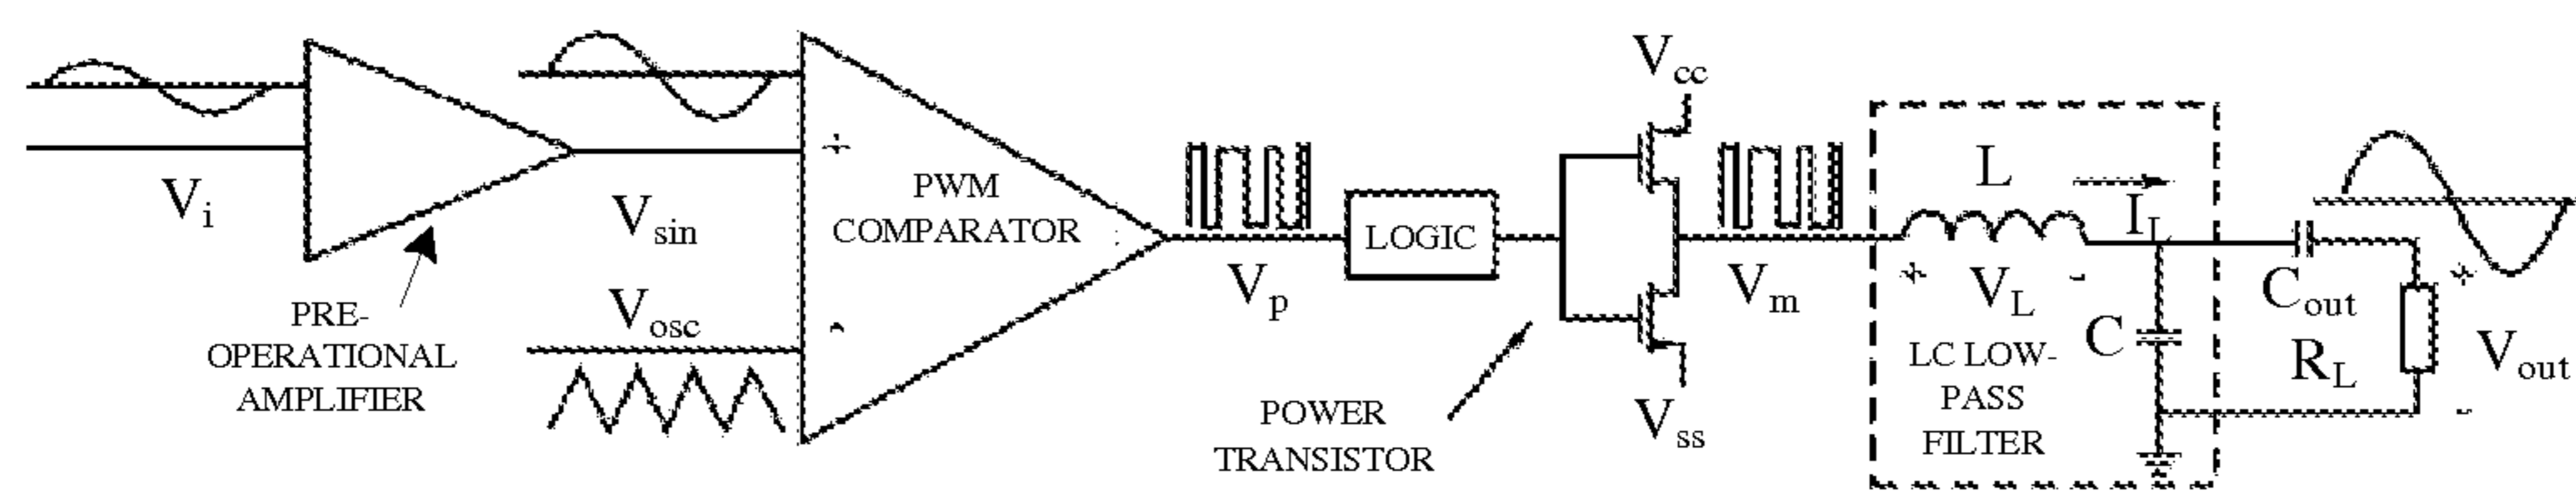 V_i
PRE-
OPERATIONAL
AMPLIFIER
V_sin
V_osc
+
-
PWM
COMPARATOR
V_p
LOGIC
POWER
TRANSISTOR
V_cc
V_ss
V_m
L
I_L
+ V_L -
C
LC LOW-
PASS
FILTER
C_out
R_L
+
V_out
-